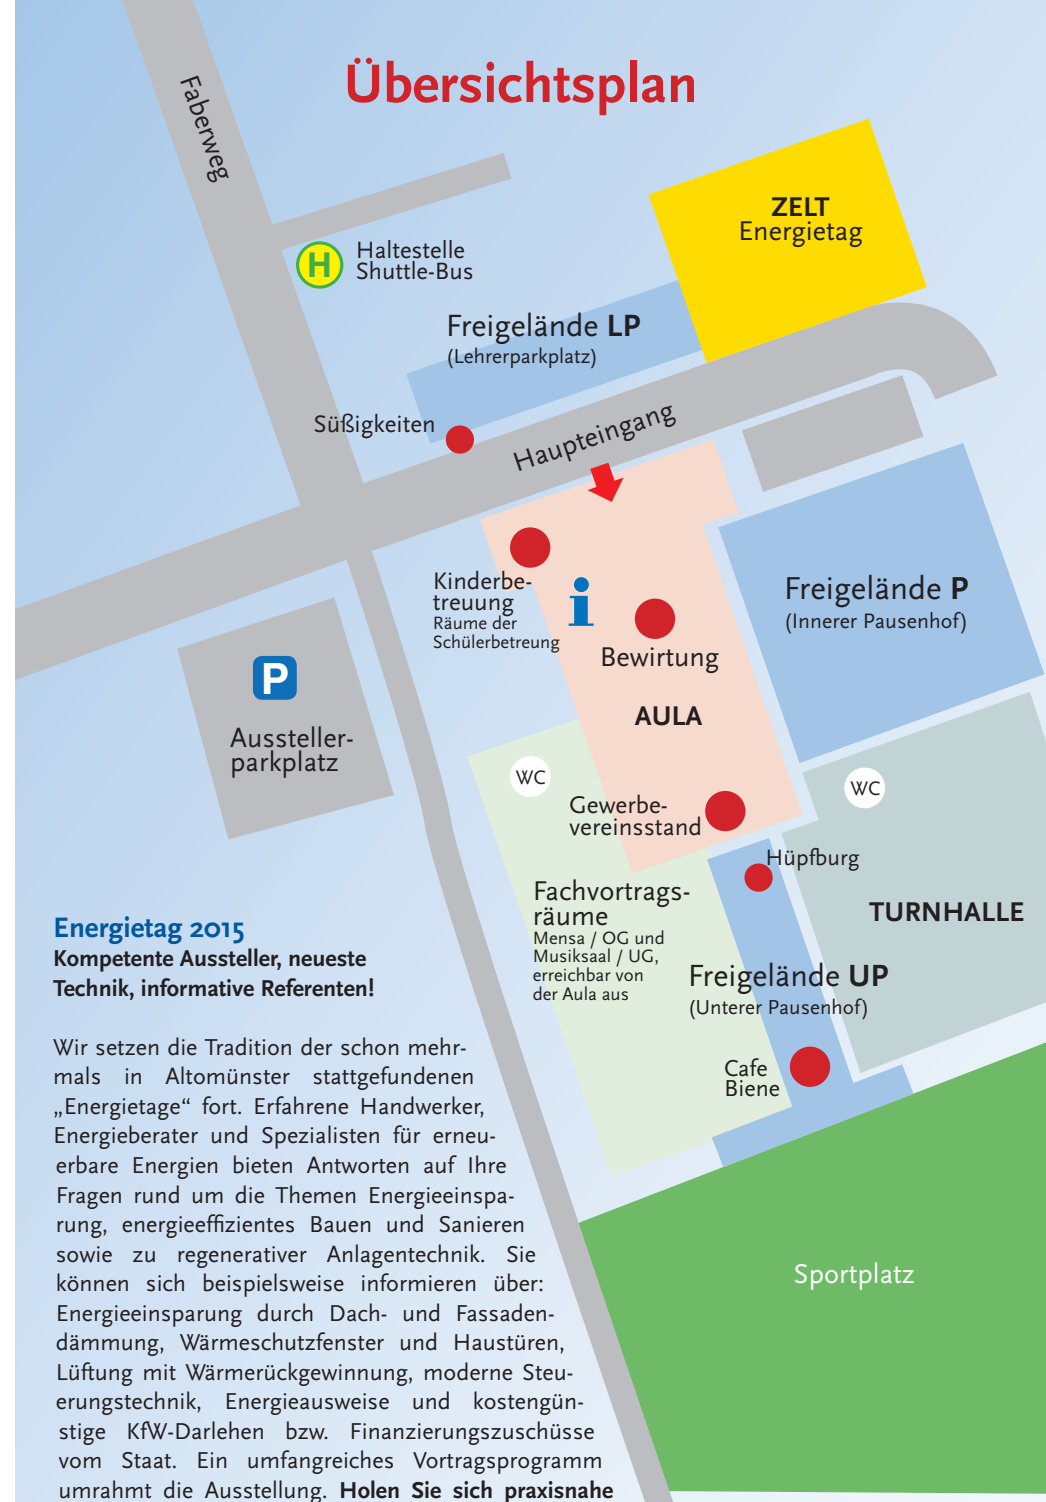 Übersichtsplan
Faberweg
ZELT
Energietag
H
Haltestelle
Shuttle-Bus
Freigelände LP
(Lehrerparkplatz)
Süßigkeiten
Haupteingang
Kinderbe-
treuung
Räume der
Schülerbetreung
i
Bewirtung
Freigelände P
(Innerer Pausenhof)
P
Aussteller-
parkplatz
AULA
WC
WC
Gewerbe-
vereinsstand
Hüpfburg
Fachvortrags-
räume
Mensa / OG und
Musiksaal / UG,
erreichbar von
der Aula aus
TURNHALLE
Freigelände UP
(Unterer Pausenhof)
Cafe
Biene
Sportplatz
Energietag 2015
Kompetente Aussteller, neueste
Technik, informative Referenten!
Wir setzen die Tradition der schon mehr-
mals in Altomünster stattgefundenen
„Energietage“ fort. Erfahrene Handwerker,
Energieberater und Spezialisten für erneu-
erbare Energien bieten Antworten auf Ihre
Fragen rund um die Themen Energieeinspa-
rung, energieeffizientes Bauen und Sanieren
sowie zu regenerativer Anlagentechnik. Sie
können sich beispielsweise informieren über:
Energieeinsparung durch Dach- und Fassaden-
dämmung, Wärmeschutzfenster und Haustüren,
Lüftung mit Wärmerückgewinnung, moderne Steu-
erungstechnik, Energieausweise und kostengün-
stige KfW-Darlehen bzw. Finanzierungszuschüsse
vom Staat. Ein umfangreiches Vortragsprogramm
umrahmt die Ausstellung. Holen Sie sich praxisnahe